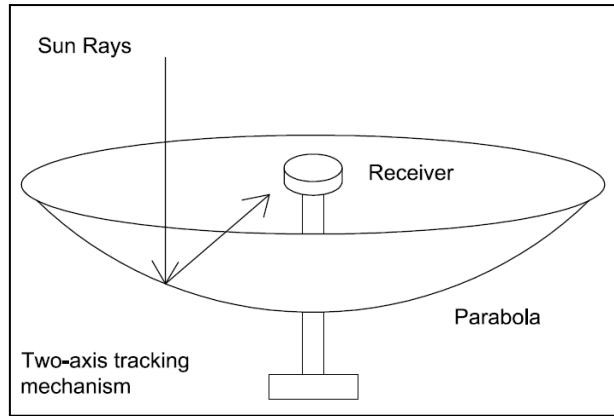 Sun Rays
Receiver
Parabola
Two-axis tracking
mechanism